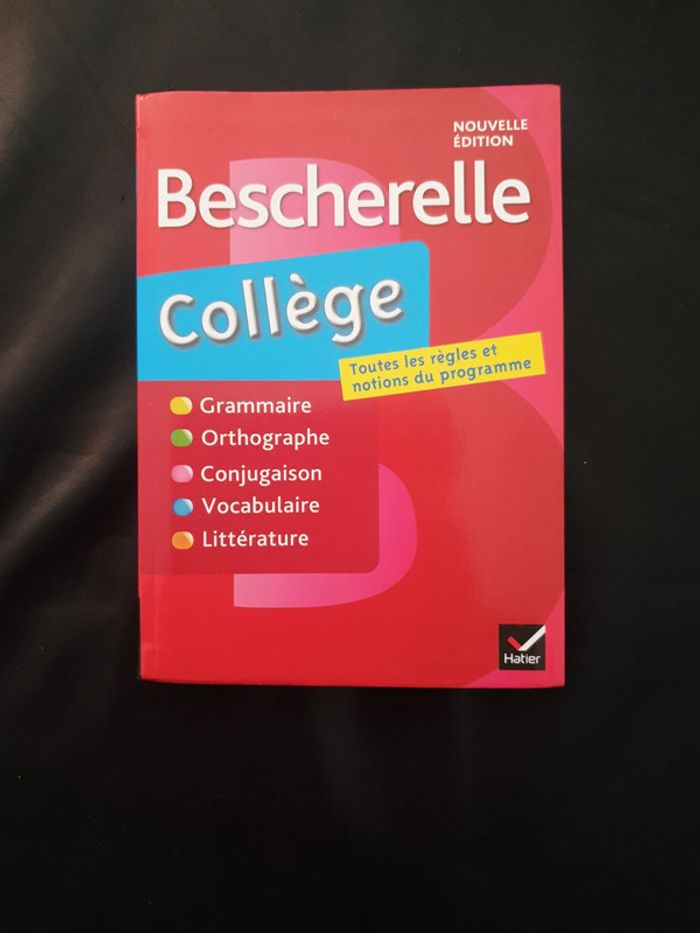 NOUVELLE
ÉDITION
Bescherelle
Collège
Toutes les règles et
notions du programme
Grammaire
Orthographe
Conjugaison
Vocabulaire
Littérature
Hatier